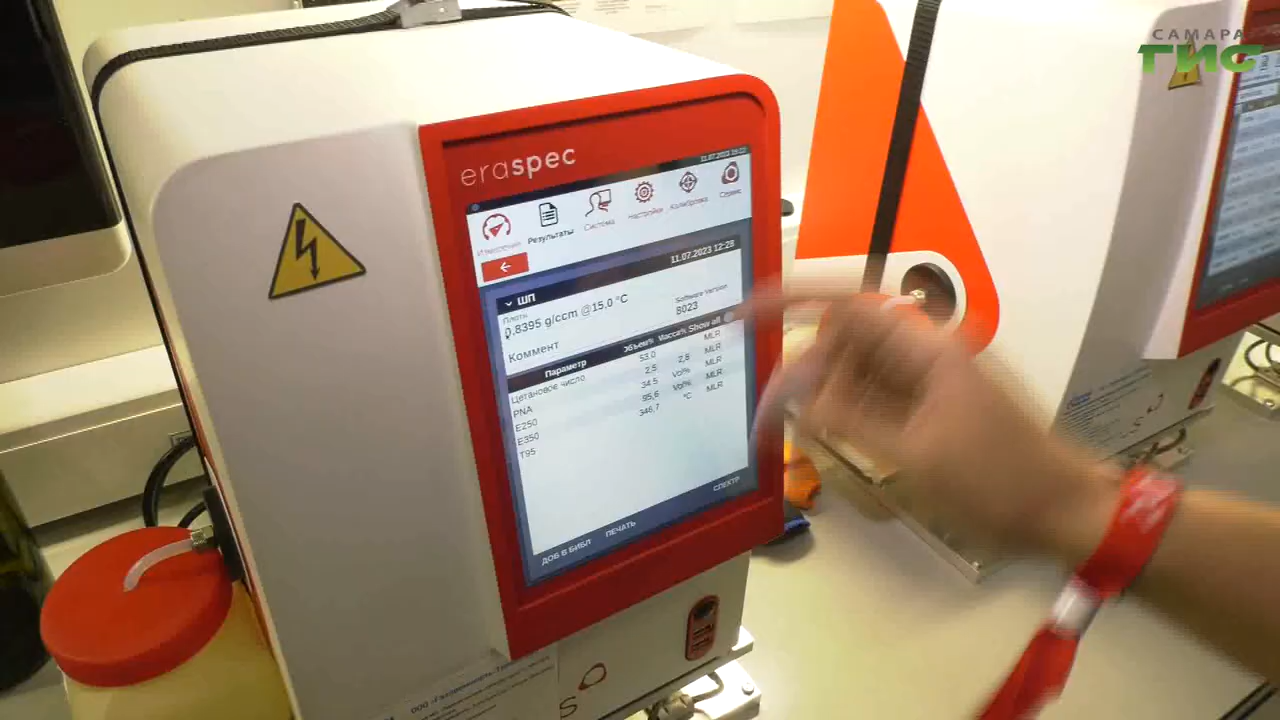 САМАРА
ГИС
eraspec
11.07.2023
Измерения
Результаты
Система
Настройки
Калибровка
Сервис
11.07.2023 12:28
ШП
Плотн
0,8395 g/ccm @15,0 °C
Software Version
8023
Коммент
Параметр Объем% Масса% Show all
Цетановое число 53,0 MLR
PNA 2,5 2,8 MLR
E250 34,5 Vol% MLR
E350 95,6 Vol% MLR
T95 346,7 °C MLR
СПЕКТР
ДОБ В БИБЛ ПЕЧАТЬ